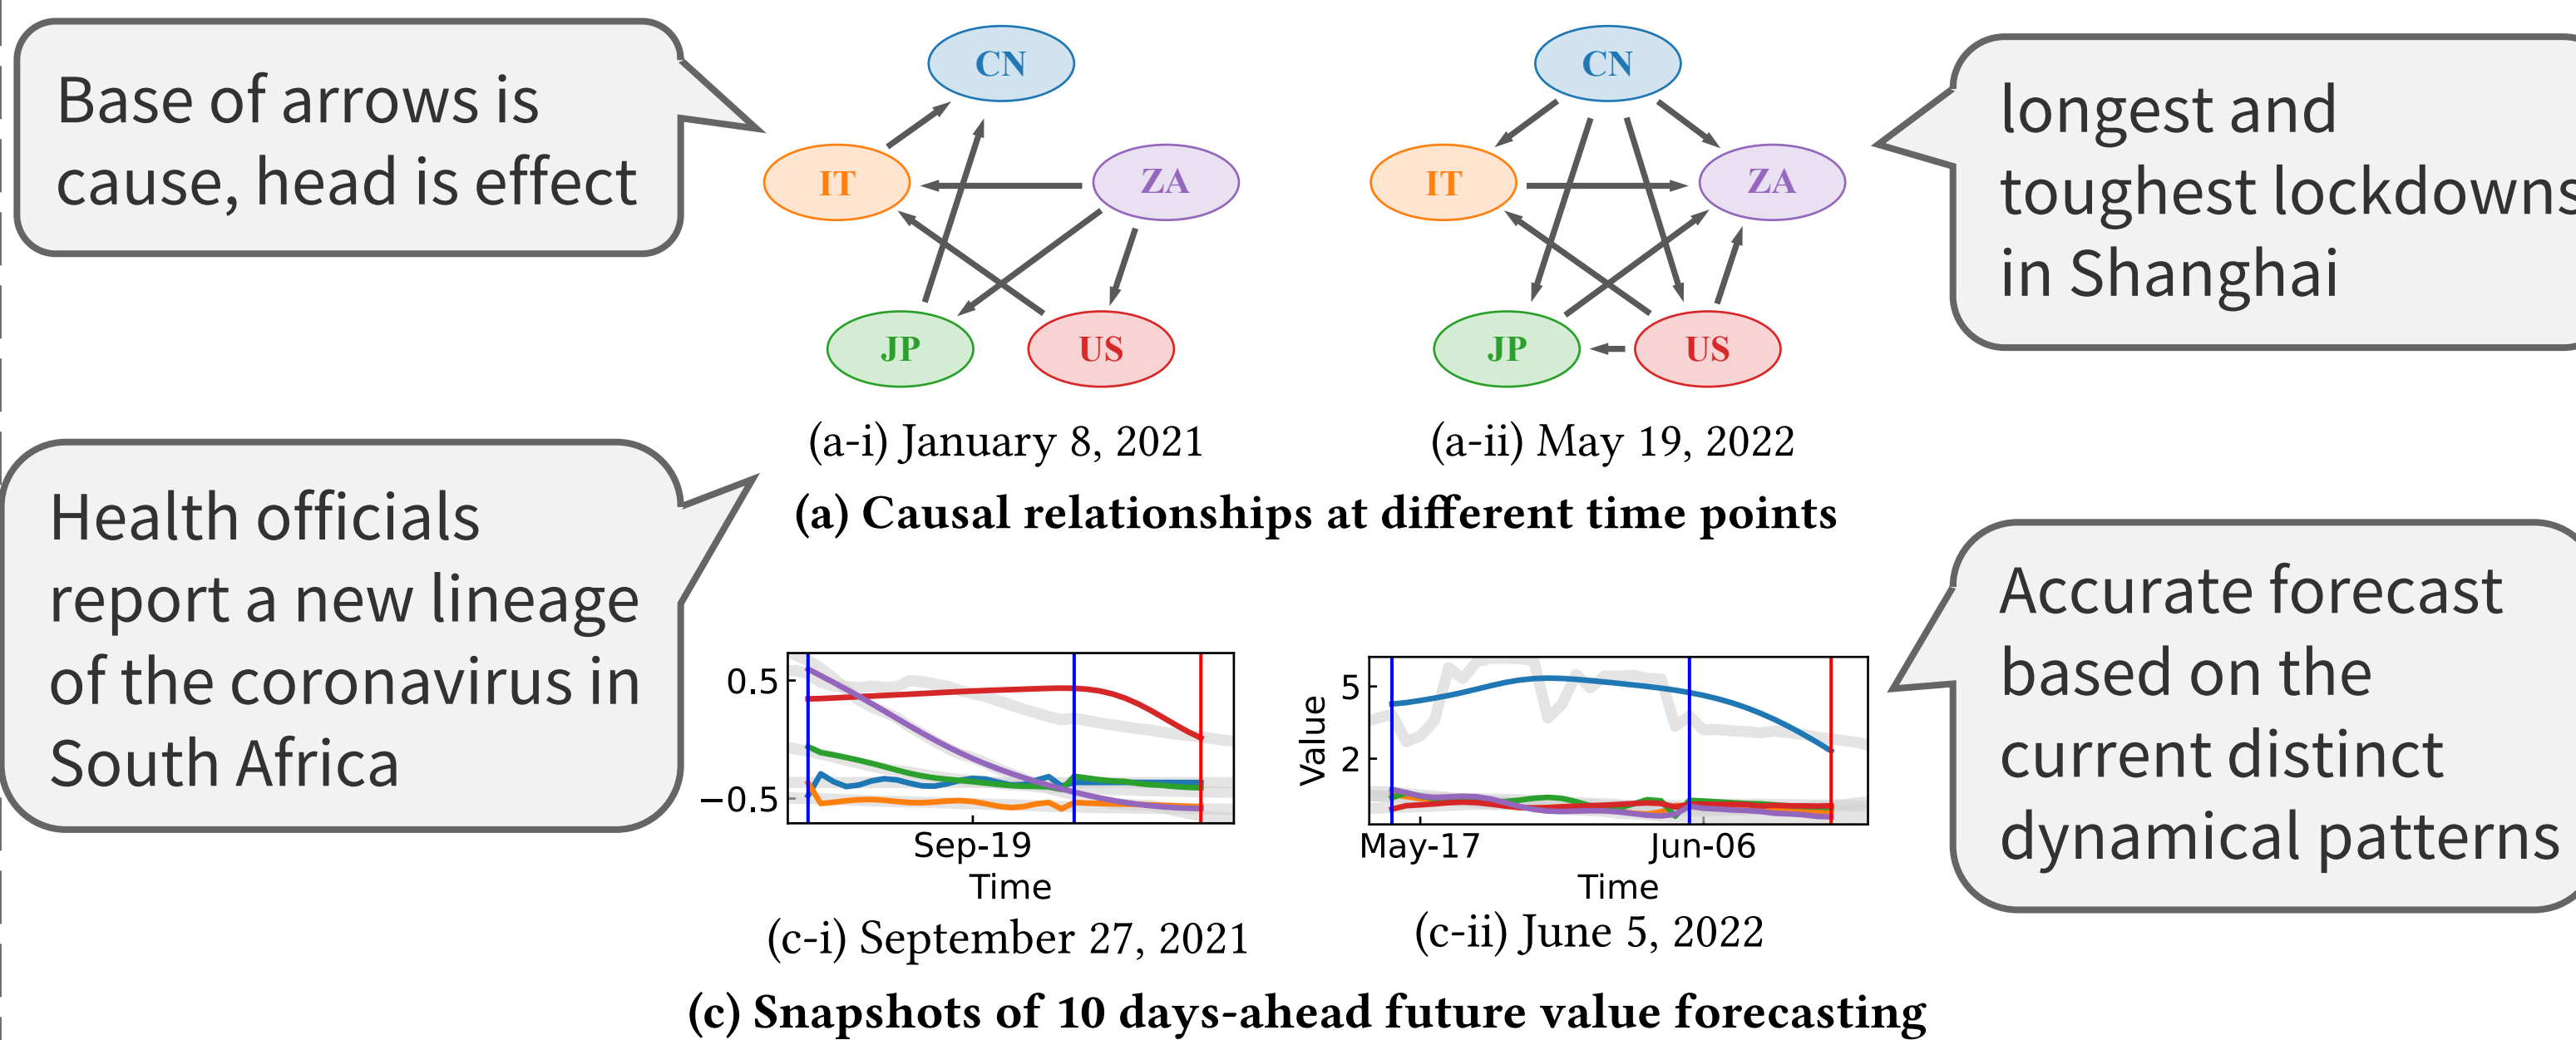 Base of arrows is
cause, head is effect
CN
IT
ZA
JP
US
(a-i) January 8, 2021
CN
IT
ZA
JP
US
(a-ii) May 19, 2022
longest and
toughest lockdowns
in Shanghai
(a) Causal relationships at different time points
Health officials
report a new lineage
of the coronavirus in
South Africa
0.5
−0.5
Sep-19
Time
(c-i) September 27, 2021
Value
5
2
May-17
Jun-06
Time
(c-ii) June 5, 2022
Accurate forecast
based on the
current distinct
dynamical patterns
(c) Snapshots of 10 days-ahead future value forecasting